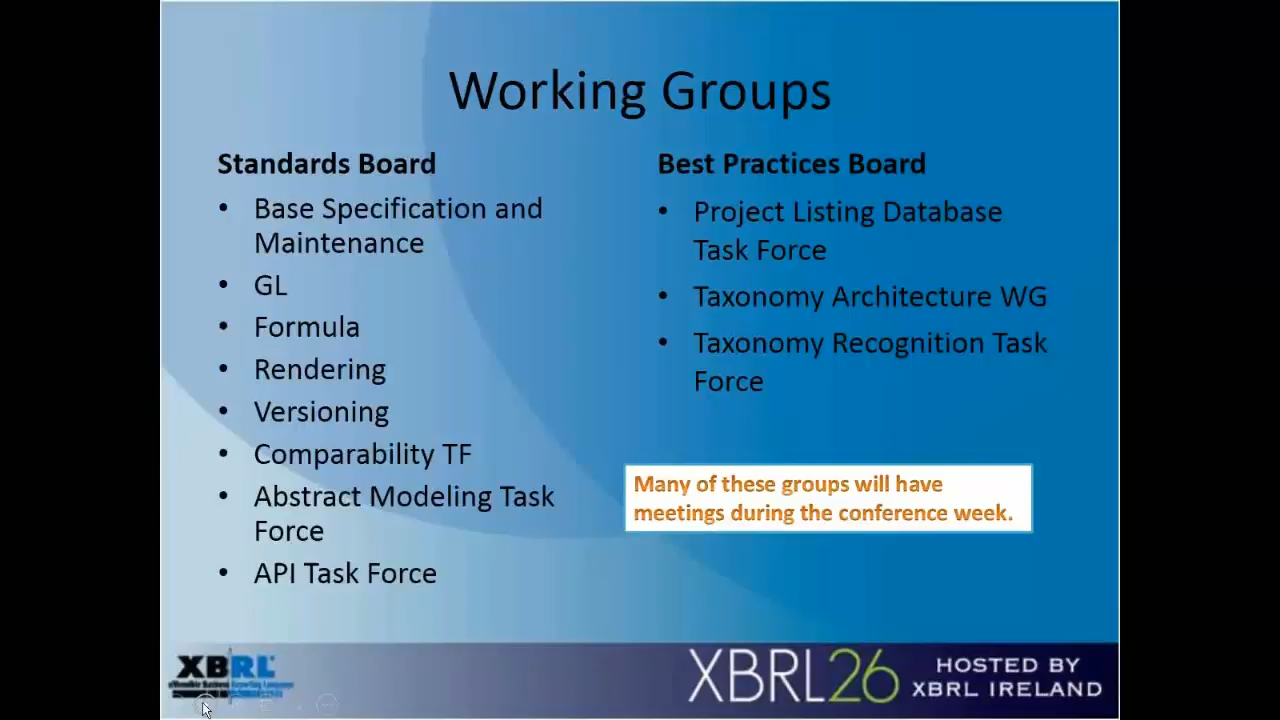 Working Groups
Standards Board
• Base Specification and
Maintenance
• GL
• Formula
• Rendering
• Versioning
• Comparability TF
• Abstract Modeling Task
Force
• API Task Force
Best Practices Board
• Project Listing Database
Task Force
• Taxonomy Architecture WG
• Taxonomy Recognition Task
Force
Many of these groups will have
meetings during the conference week.
XBRL
XBRL26
HOSTED BY
XBRL IRELAND